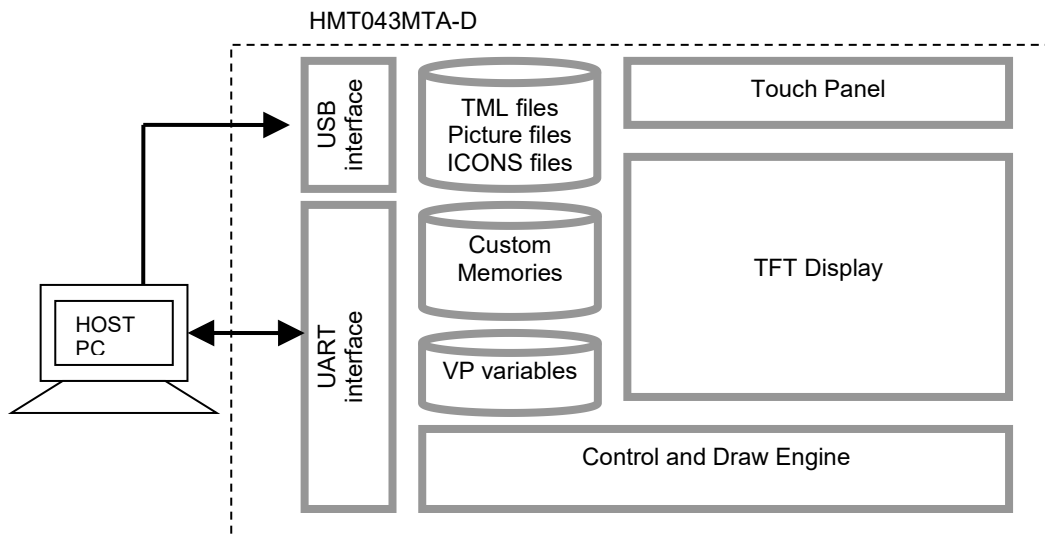 HMT043MTA-D
USB
interface
TML files
Picture files
ICONS files
Touch Panel
Custom
Memories
TFT Display
HOST
PC
UART
interface
VP variables
Control and Draw Engine